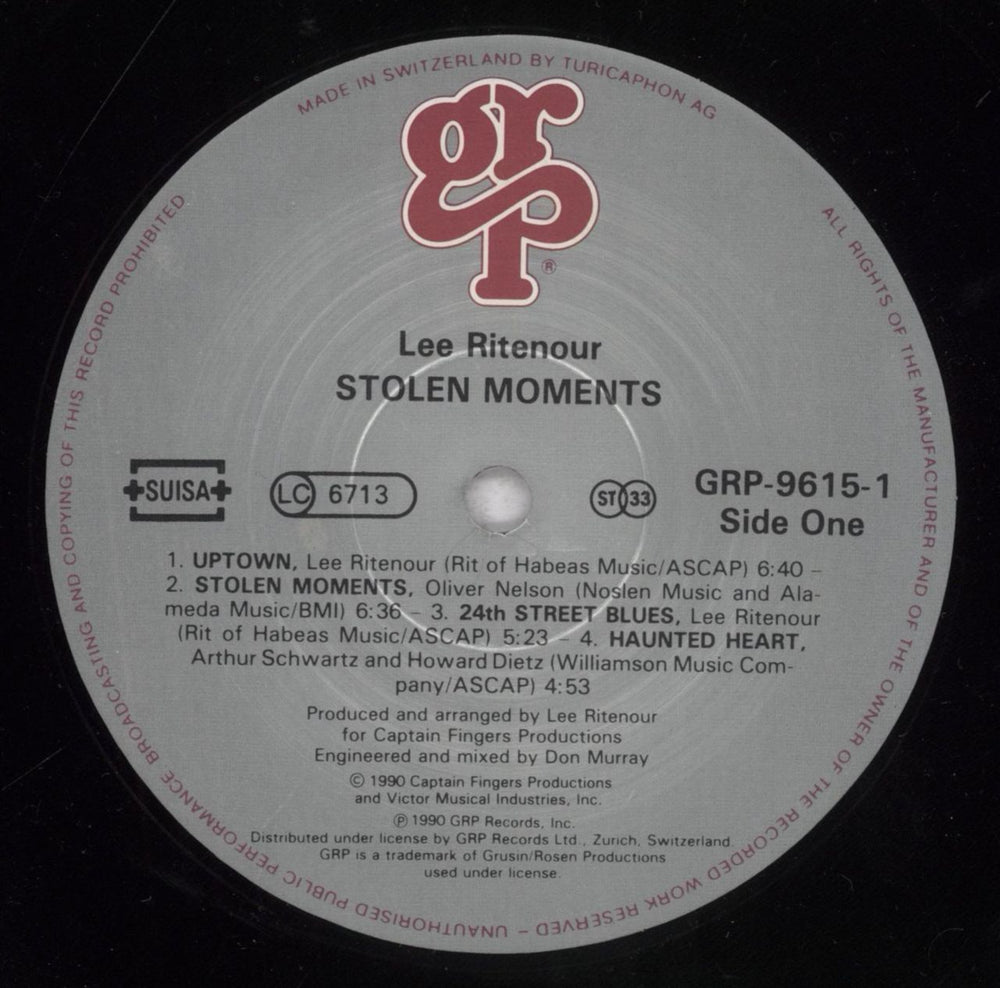 MADE IN SWITZERLAND BY TURICAPHON AG
ALL RIGHTS OF THE MANUFACTURER AND OF THE OWNER OF THE RECORDED WORK RESERVED – UNAUTHORISED PUBLIC PERFORMANCE BROADCASTING AND COPYING OF THIS RECORD PROHIBITED
grp
®
Lee Ritenour
STOLEN MOMENTS
SUISA
LC 6713
ST 33
GRP-9615-1
Side One
1. UPTOWN, Lee Ritenour (Rit of Habeas Music/ASCAP) 6:40 –
2. STOLEN MOMENTS, Oliver Nelson (Noslen Music and Ala-
meda Music/BMI) 6:36 – 3. 24th STREET BLUES, Lee Ritenour
(Rit of Habeas Music/ASCAP) 5:23 – 4. HAUNTED HEART,
Arthur Schwartz and Howard Dietz (Williamson Music Com-
pany/ASCAP) 4:53
Produced and arranged by Lee Ritenour
for Captain Fingers Productions
Engineered and mixed by Don Murray
© 1990 Captain Fingers Productions
and Victor Musical Industries, Inc.
℗ 1990 GRP Records, Inc.
Distributed under license by GRP Records Ltd., Zurich, Switzerland
GRP is a trademark of Grusin/Rosen Productions
used under license.